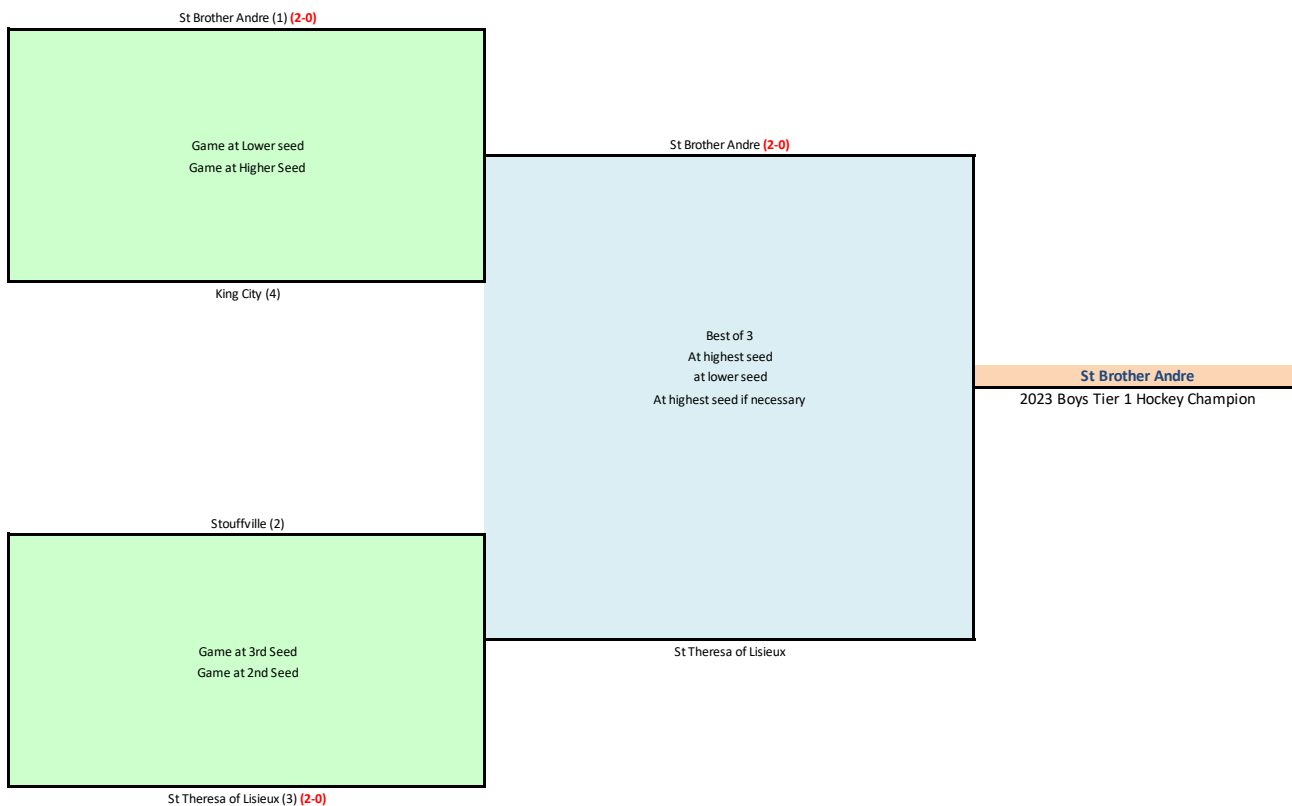 St Brother Andre (1) (2-0)
Game at Lower seed
Game at Higher Seed
King City (4)
St Brother Andre (2-0)
Best of 3
At highest seed
at lower seed
At highest seed if necessary
St Brother Andre
2023 Boys Tier 1 Hockey Champion
Stouffville (2)
Game at 3rd Seed
Game at 2nd Seed
St Theresa of Lisieux
St Theresa of Lisieux (3) (2-0)